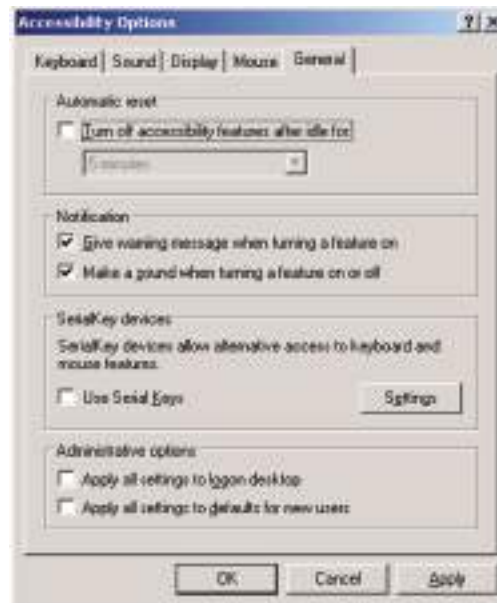 Accessibility Options
Keyboard Sound Display Mouse General
Automatic reset
Turn off accessibility features after idle for:
5 minutes
Notification
Give warning message when turning a feature on
Make a sound when turning a feature on or off
SerialKey devices
SerialKey devices allow alternative access to keyboard and
mouse features.
Use Serial Keys
Settings
Administrative options
Apply all settings to logon desktop
Apply all settings to defaults for new users
OK Cancel Apply